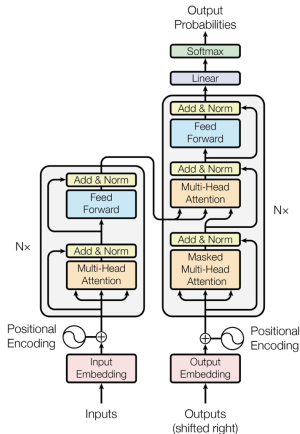 Output
Probabilities
Softmax
Linear
Add & Norm
Feed
Forward
Add & Norm
Multi-Head
Attention
Add & Norm
Masked
Multi-Head
Attention
N×
Positional
Encoding
Output
Embedding
Outputs
(shifted right)
Add & Norm
Feed
Forward
N×
Add & Norm
Multi-Head
Attention
Positional
Encoding
Input
Embedding
Inputs